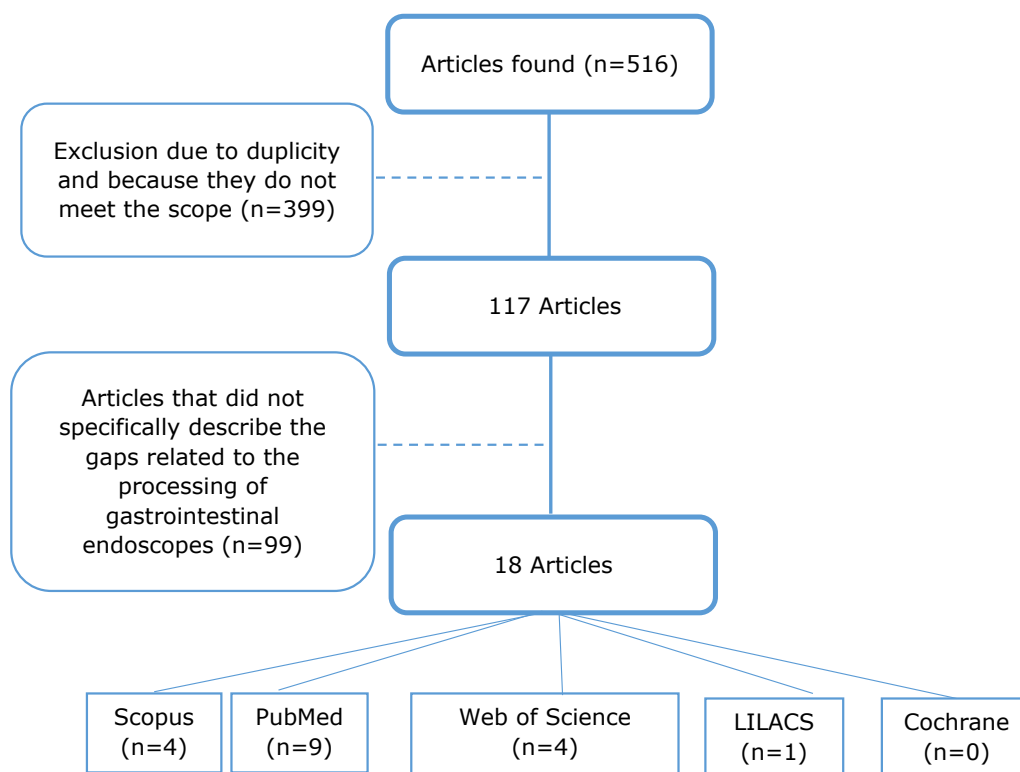 Articles found (n=516)
Exclusion due to duplicity
and because they do not
meet the scope (n=399)
117 Articles
Articles that did not
specifically describe the
gaps related to the
processing of
gastrointestinal
endoscopes (n=99)
18 Articles
Scopus
(n=4)
PubMed
(n=9)
Web of Science
(n=4)
LILACS
(n=1)
Cochrane
(n=0)